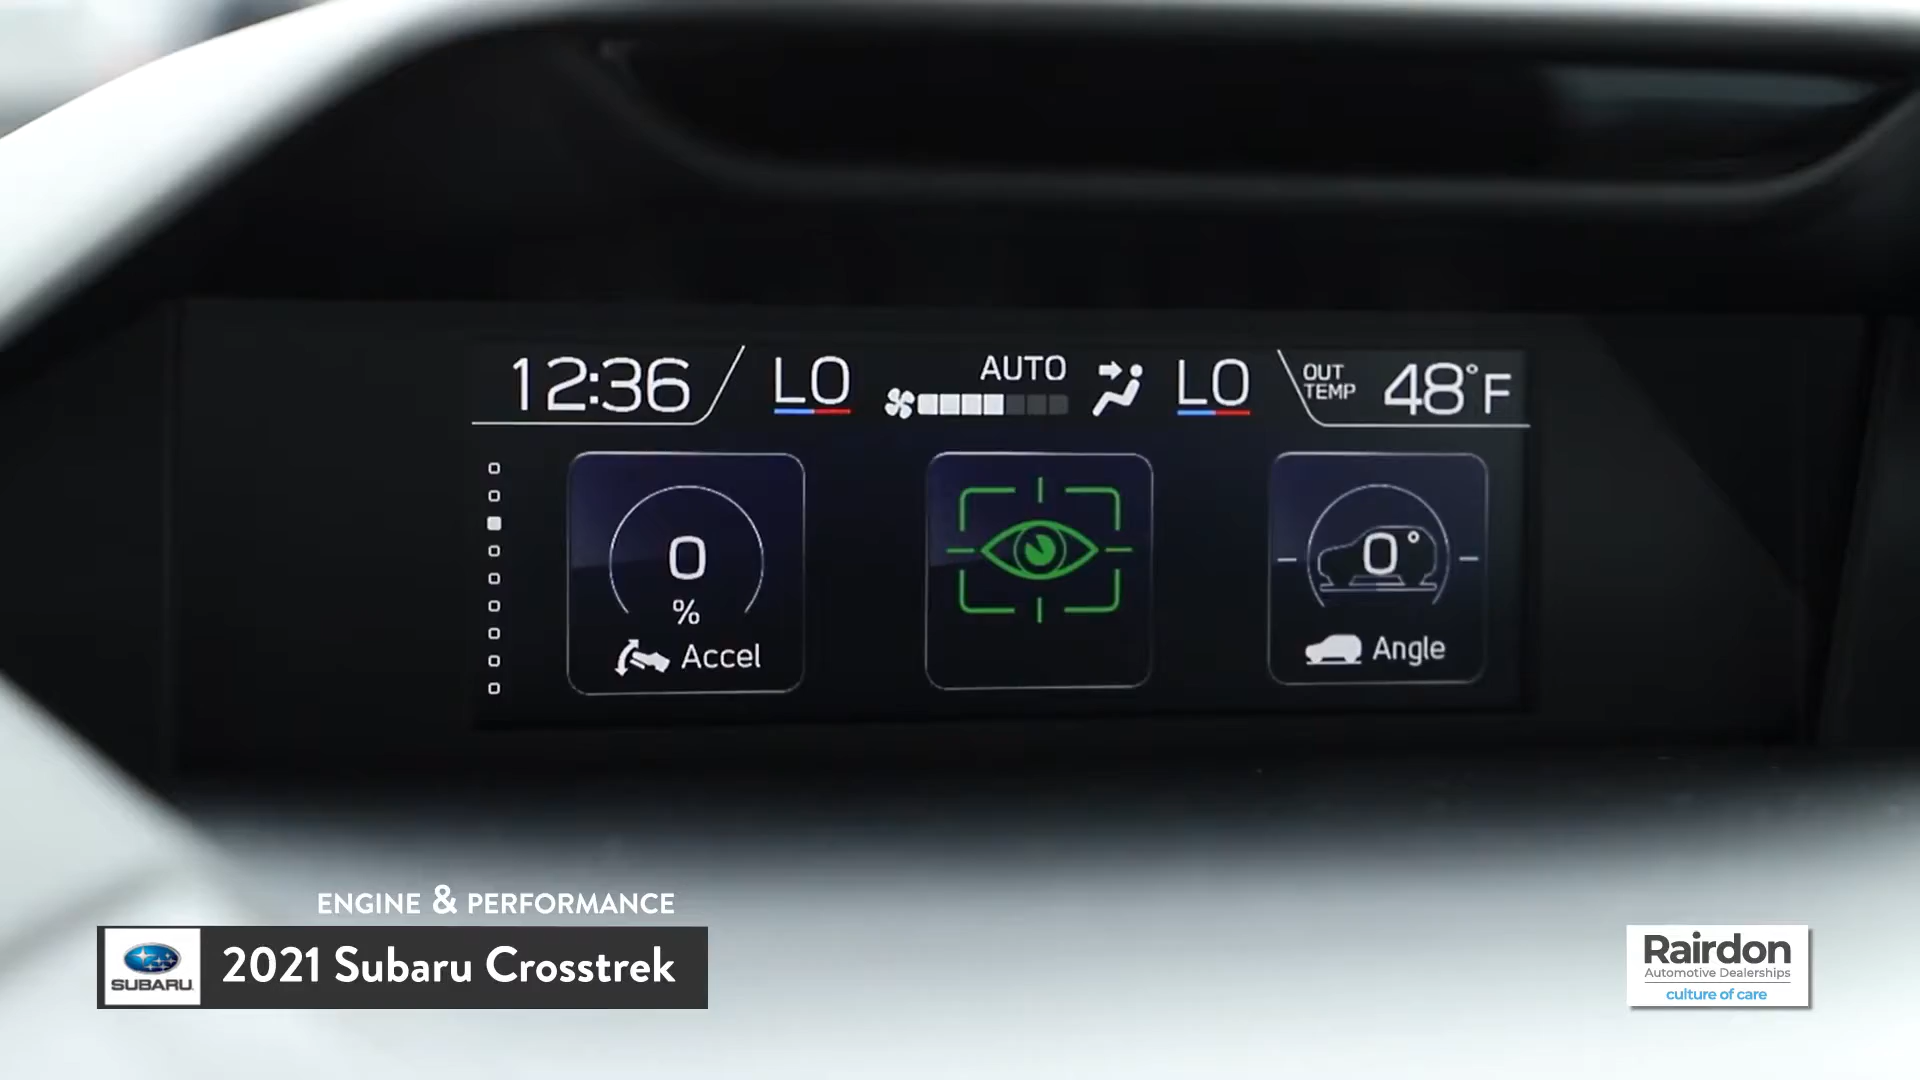 12:36
LO
AUTO
LO
OUT
TEMP
48°F
0
%
Accel
0°
Angle
ENGINE & PERFORMANCE
SUBARU
2021 Subaru Crosstrek
Rairdon
Automotive Dealerships
culture of care